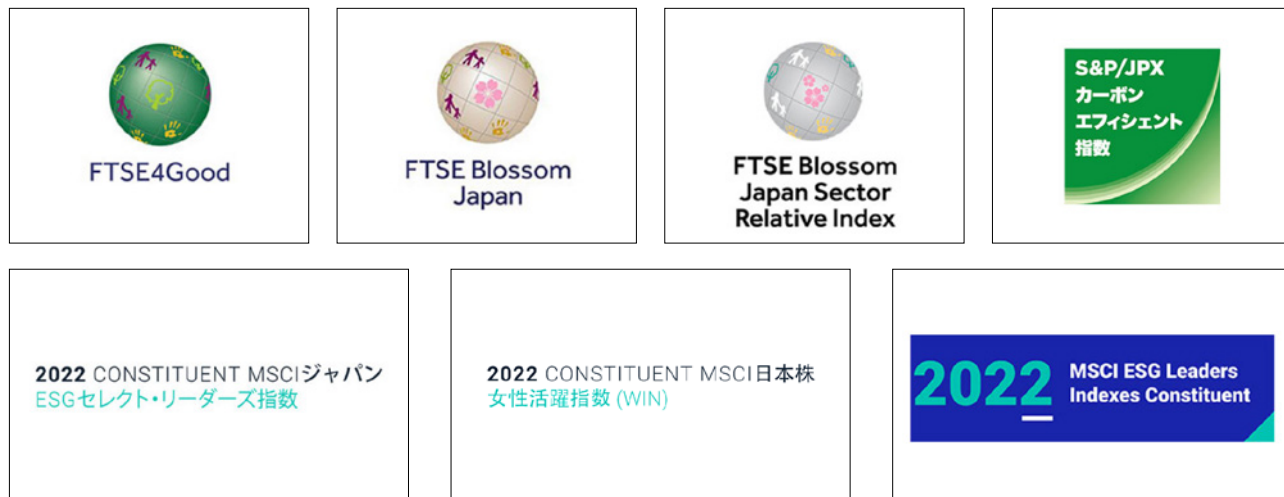 FTSE4Good
FTSE Blossom
Japan
FTSE Blossom
Japan Sector
Relative Index
S&P/JPX
カーボン
エフィシェント
指数
2022 CONSTITUENT MSCIジャパン
ESGセレクト・リーダーズ指数
2022 CONSTITUENT MSCI日本株
女性活躍指数 (WIN)
2022
MSCI ESG Leaders
Indexes Constituent